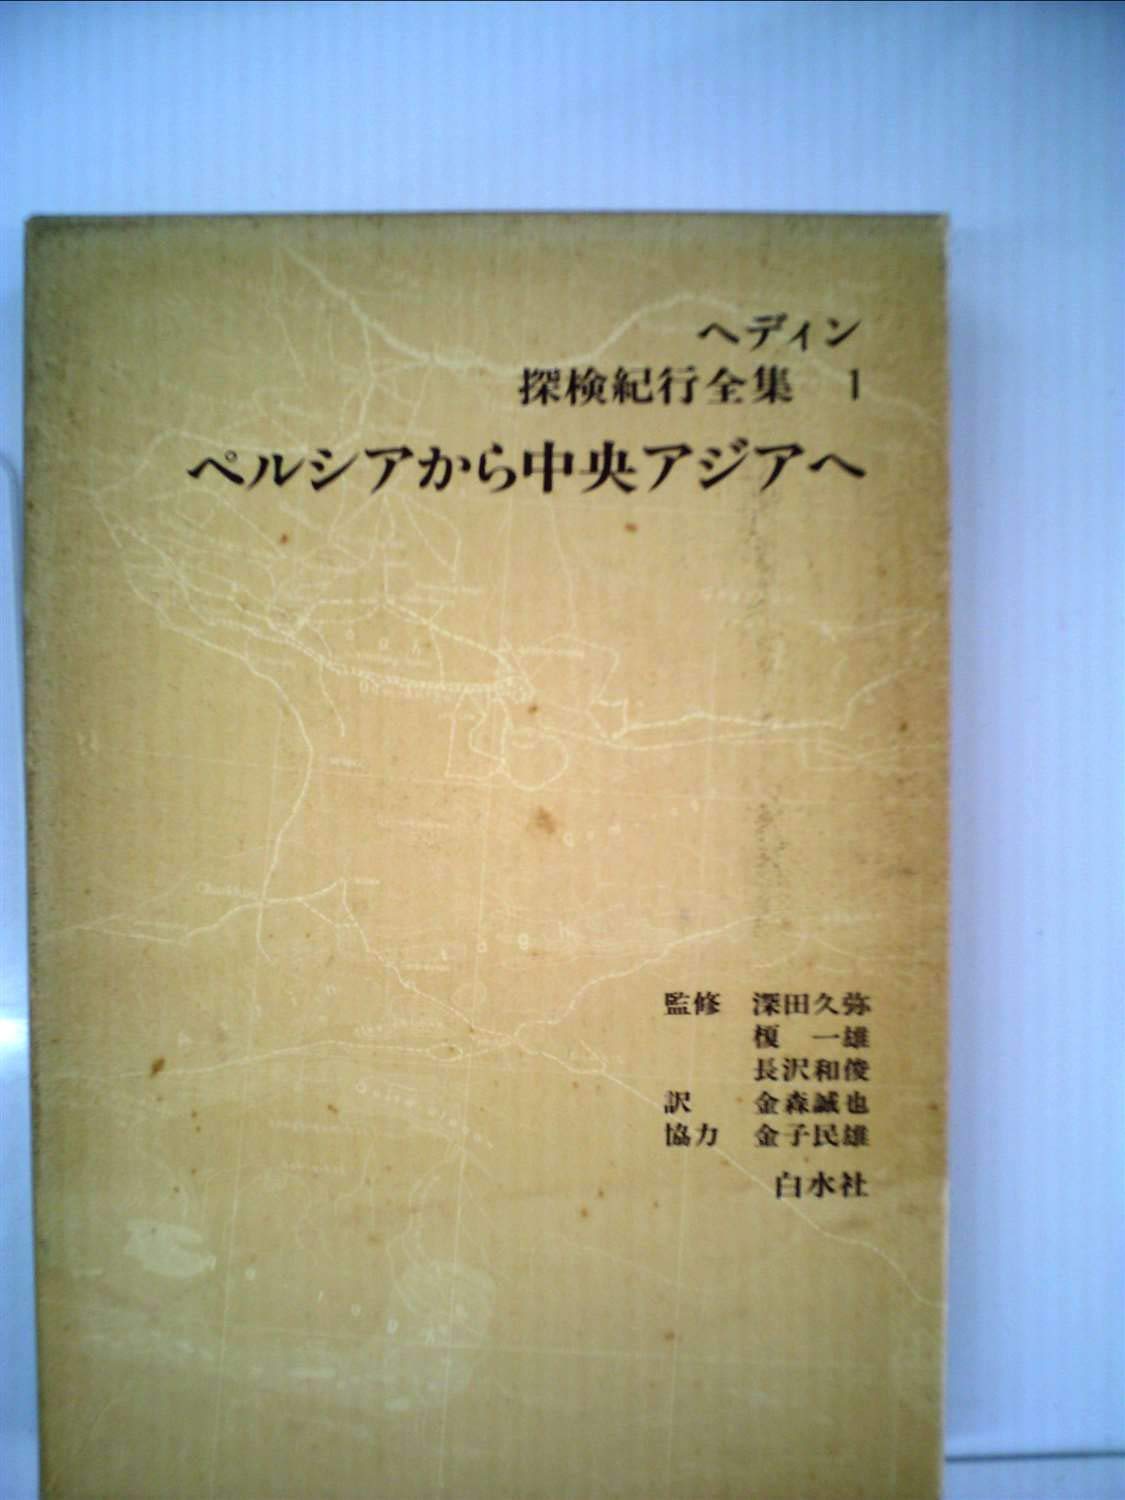 ヘディン
探検紀行全集 1
ペルシアから中央アジアへ
監修 深田久弥
榎 一雄
長沢和俊
訳 金森誠也
協力 金子民雄
白水社